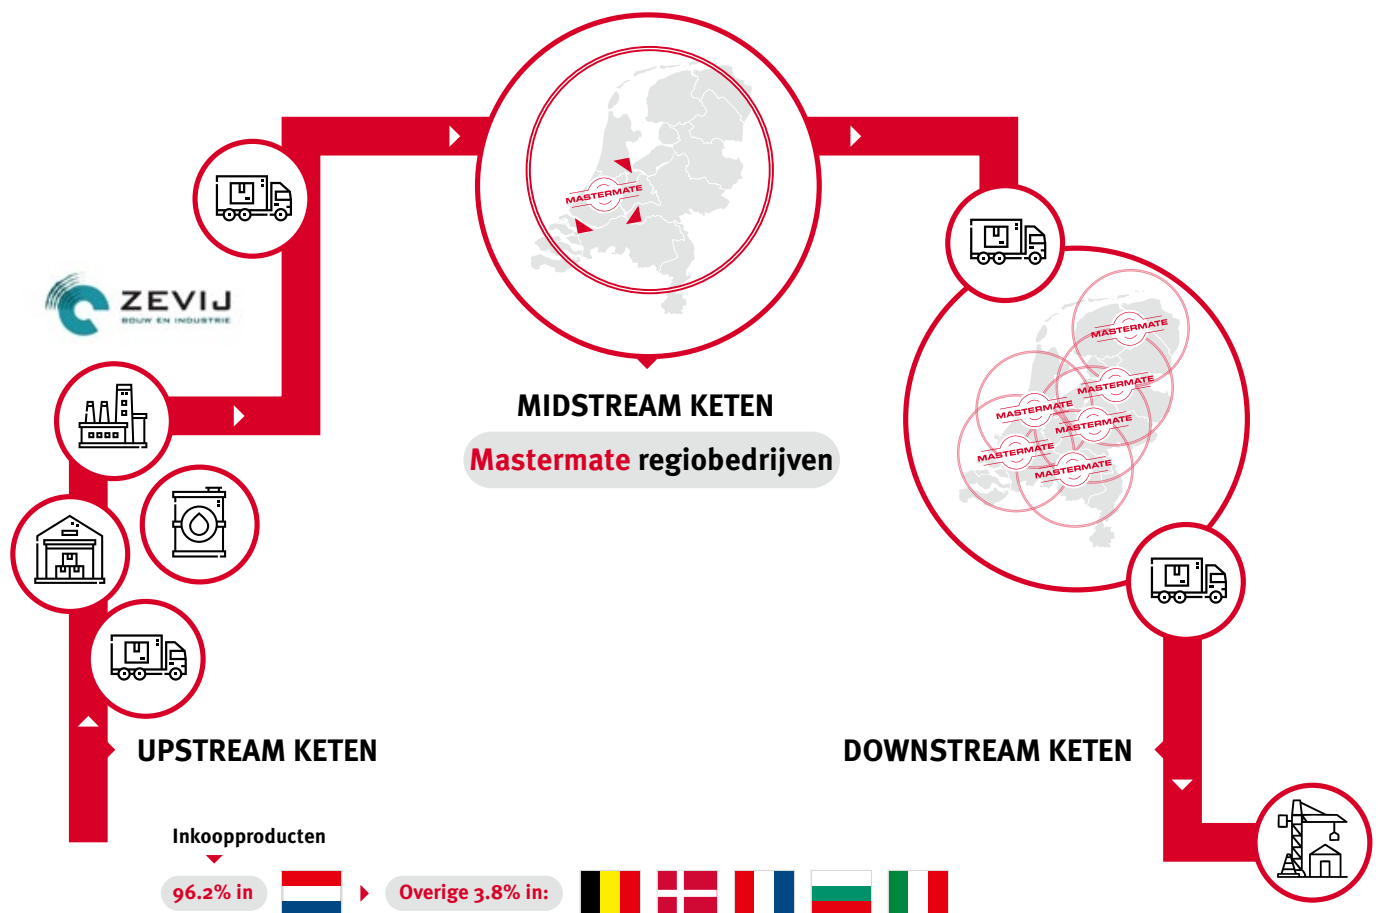 MASTERMATE
ZEVIJ
BOUW EN INDUSTRIE
MASTERMATE
MASTERMATE
MASTERMATE
MASTERMATE
MASTERMATE
MASTERMATE
MIDSTREAM KETEN
Mastermate regiobedrijven
UPSTREAM KETEN
DOWNSTREAM KETEN
Inkoopproducten
96.2% in
Overige 3.8% in: